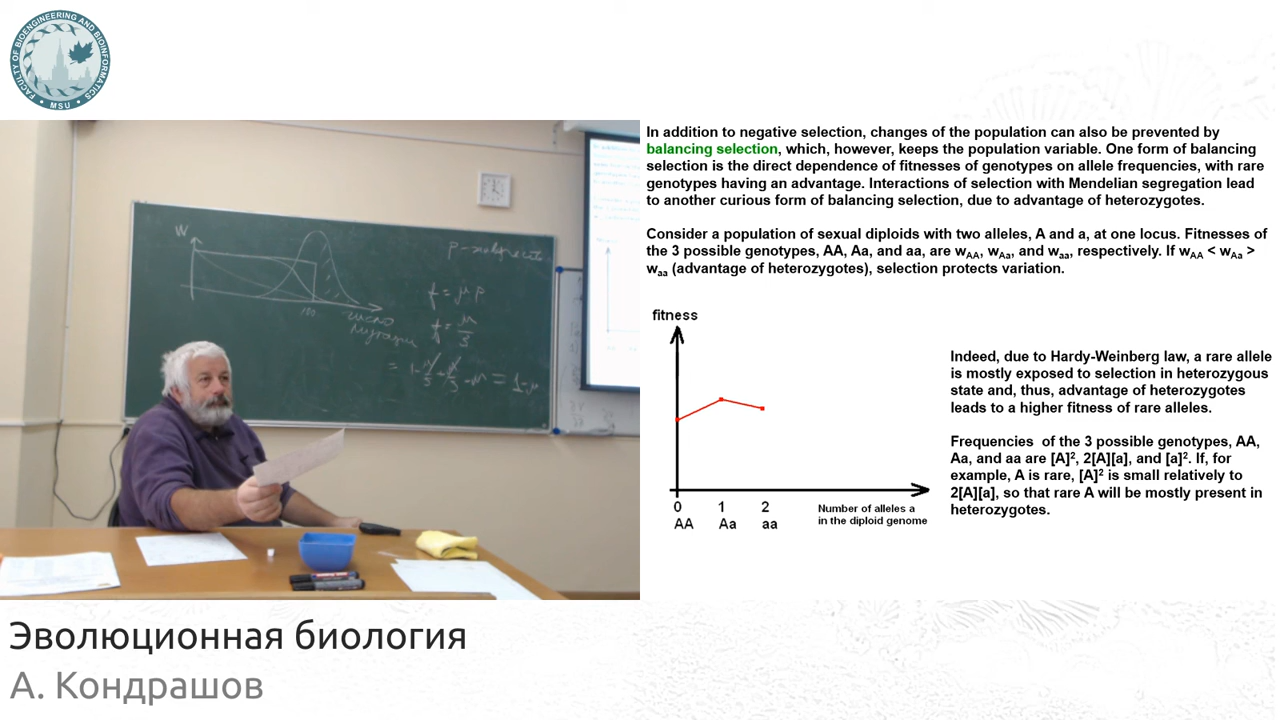 FACULTY OF BIOENGINEERING AND BIOINFORMATICS
• MSU •
W
m
число
мутаций
f = μ p
= 1-μ
In addition to negative selection, changes of the population can also be prevented by
balancing selection, which, however, keeps the population variable. One form of balancing
selection is the direct dependence of fitnesses of genotypes on allele frequencies, with rare
genotypes having an advantage. Interactions of selection with Mendelian segregation lead
to another curious form of balancing selection, due to advantage of heterozygotes.
Consider a population of sexual diploids with two alleles, A and a, at one locus. Fitnesses of
the 3 possible genotypes, AA, Aa, and aa, are wAA, wAa, and waa, respectively. If wAA < wAa >
waa (advantage of heterozygotes), selection protects variation.
fitness
0 1 2
AA Aa aa
Number of alleles a
in the diploid genome
Indeed, due to Hardy-Weinberg law, a rare allele
is mostly exposed to selection in heterozygous
state and, thus, advantage of heterozygotes
leads to a higher fitness of rare alleles.
Frequencies of the 3 possible genotypes, AA,
Aa, and aa are [A]², 2[A][a], and [a]². If, for
example, A is rare, [A]² is small relatively to
2[A][a], so that rare A will be mostly present in
heterozygotes.
Эволюционная биология
А. Кондрашов